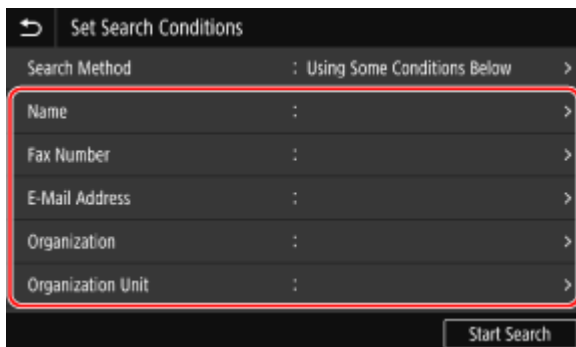 Set Search Conditions
Search Method : Using Some Conditions Below >
Name : >
Fax Number : >
E-Mail Address : >
Organization : >
Organization Unit : >
Start Search